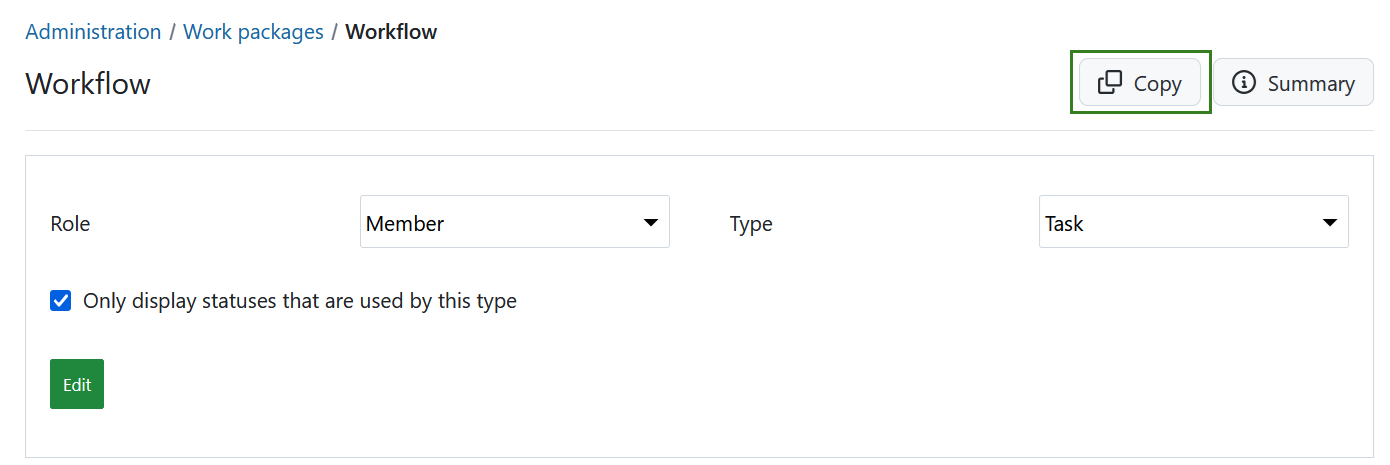 Administration / Work packages / Workflow
Workflow
Copy
Summary
Role
Member
Type
Task
Only display statuses that are used by this type
Edit